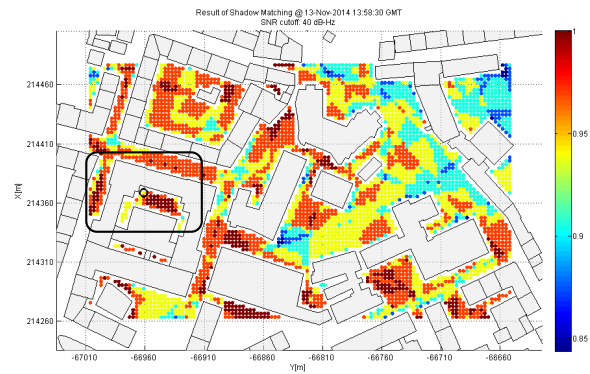 Result of Shadow Matching @ 13-Nov-2014 13:58:30 GMT
SNR cutoff: 40 dB-Hz
214460
214410
214360
214310
214260
X[m]
-67010 -66960 -66910 -66860 -66810 -66760 -66710 -66660
Y[m]
1
0.95
0.9
0.85